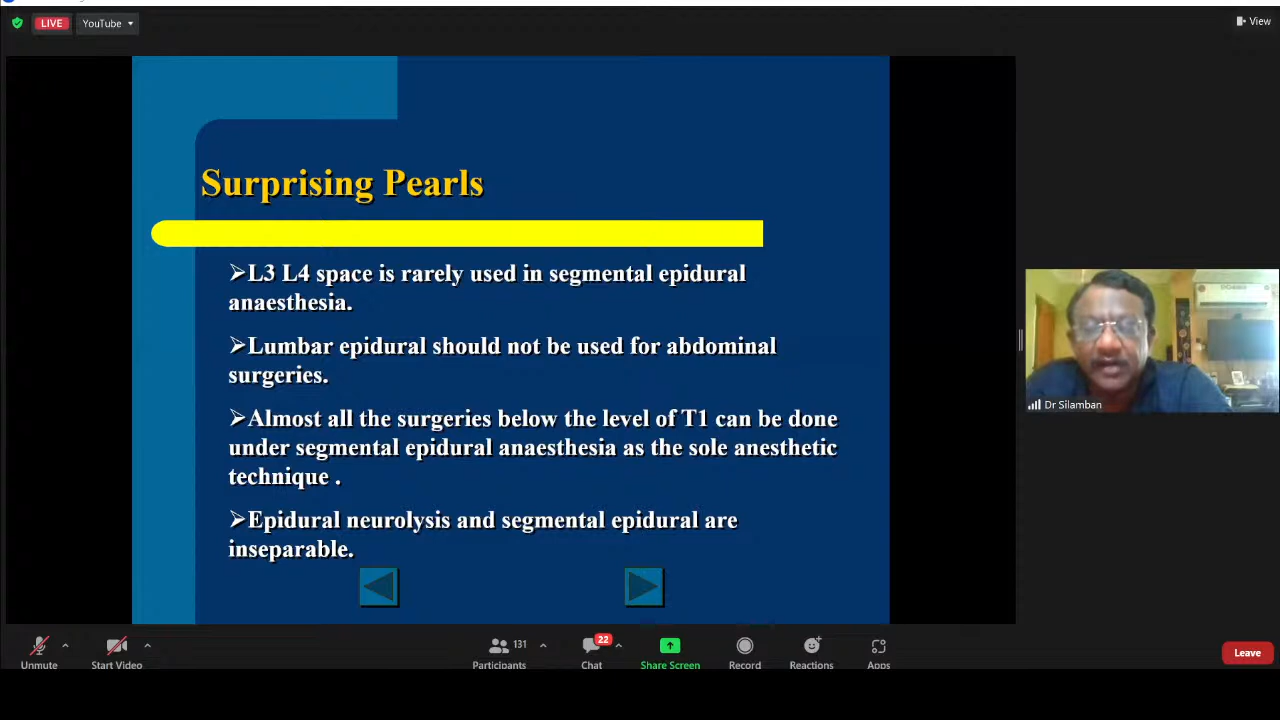 LIVE
YouTube
View
Surprising Pearls
➢L3 L4 space is rarely used in segmental epidural
anaesthesia.
➢Lumbar epidural should not be used for abdominal
surgeries.
➢Almost all the surgeries below the level of T1 can be done
under segmental epidural anaesthesia as the sole anesthetic
technique .
➢Epidural neurolysis and segmental epidural are
inseparable.
Dr Silamban
131
22
Unmute
Start Video
Participants
Chat
Share Screen
Record
Reactions
Apps
Leave